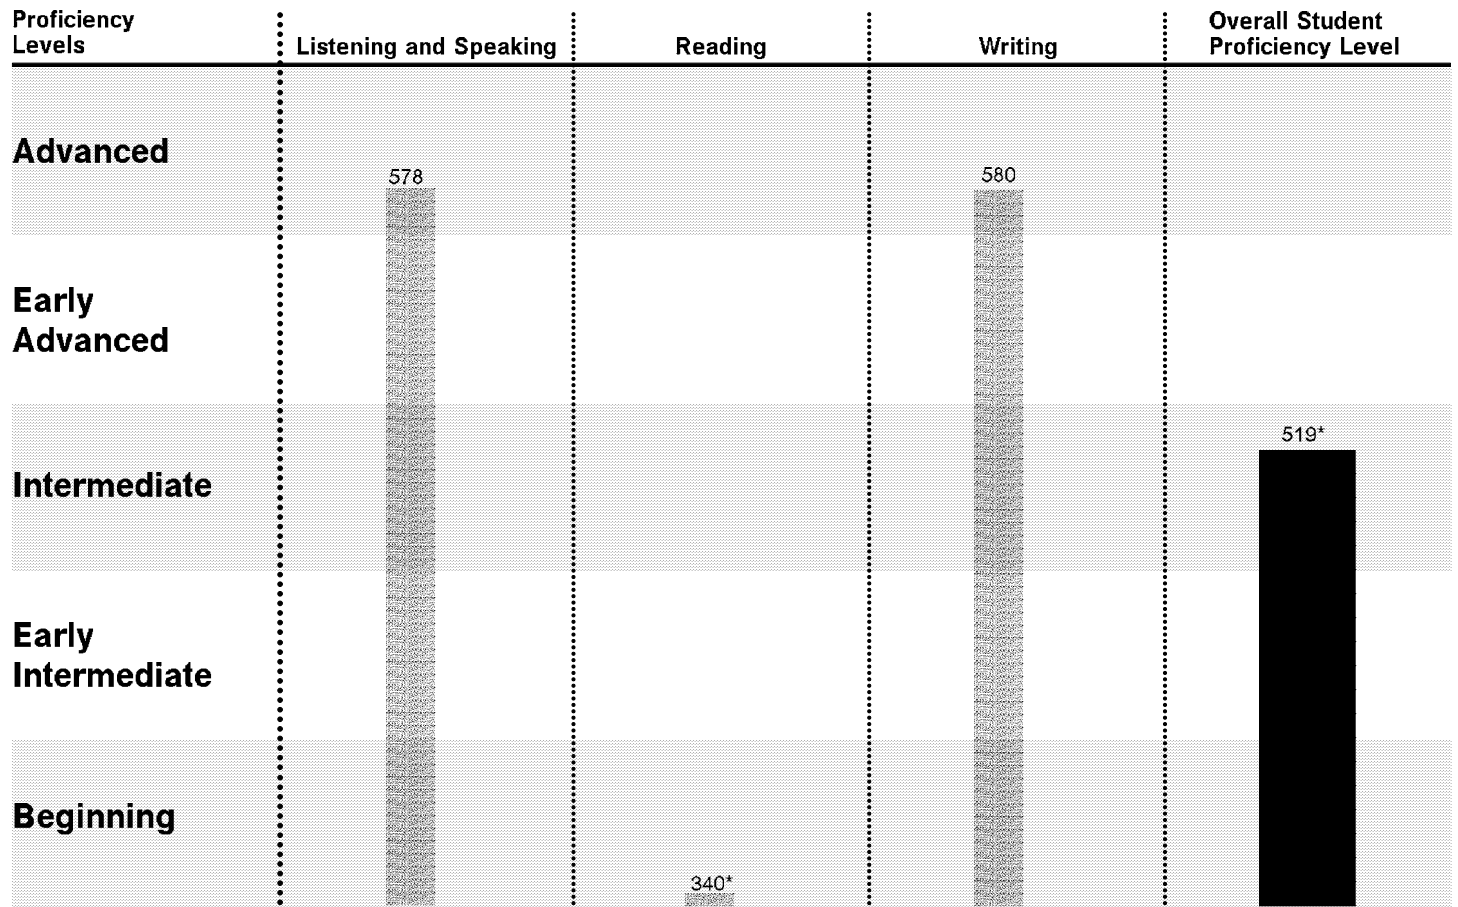 Proficiency
Levels
Listening and Speaking
Reading
Writing
Overall Student
Proficiency Level
Advanced
578
580
Early
Advanced
Intermediate
519*
Early
Intermediate
Beginning
340*